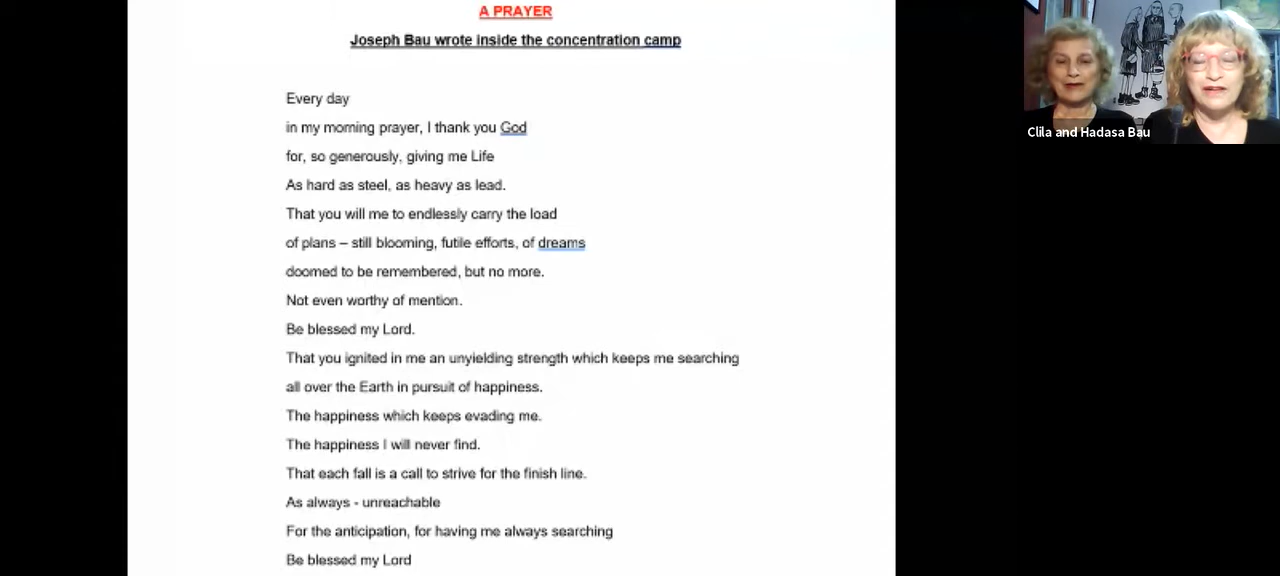 A PRAYER
Joseph Bau wrote inside the concentration camp
Every day
in my morning prayer, I thank you God
for, so generously, giving me Life
As hard as steel, as heavy as lead.
That you will me to endlessly carry the load
of plans – still blooming, futile efforts, of dreams
doomed to be remembered, but no more.
Not even worthy of mention.
Be blessed my Lord.
That you ignited in me an unyielding strength which keeps me searching
all over the Earth in pursuit of happiness.
The happiness which keeps evading me.
The happiness I will never find.
That each fall is a call to strive for the finish line.
As always - unreachable
For the anticipation, for having me always searching
Be blessed my Lord
Clila and Hadasa Bau